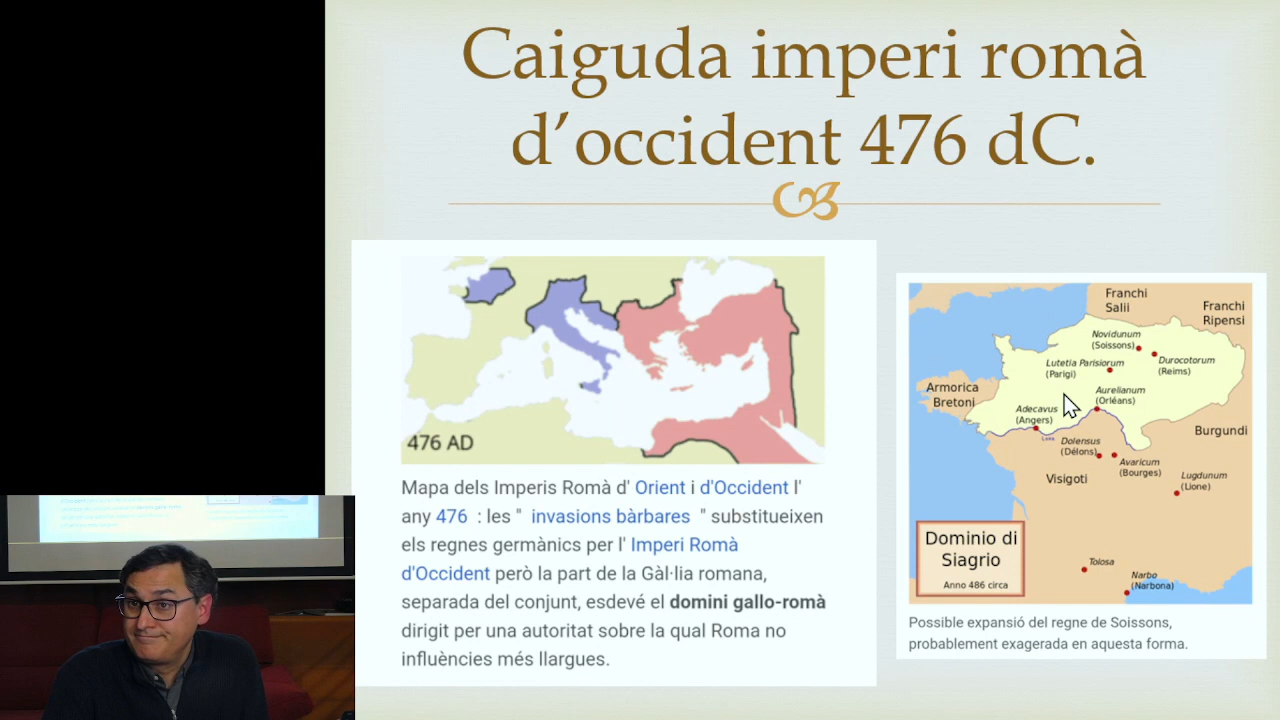 Caiguda imperi romà
d’occident 476 dC.
476 AD
Mapa dels Imperis Romà d' Orient i d'Occident l'
any 476 : les " invasions bàrbares " substitueixen
els regnes germànics per l' Imperi Romà
d'Occident però la part de la Gàl·lia romana,
separada del conjunt, esdevé el domini gallo-romà
dirigit per una autoritat sobre la qual Roma no
influències més llargues.
Franchi
Salii
Franchi
Ripensi
Novidunum
(Soissons)
Lutetia Parisiorum
(Parigi)
Durocotorum
(Reims)
Armorica
Bretoni
Aurelianum
(Orléans)
Adecavus
(Angers)
Loira
Dolensus
(Délons)
Burgundi
Avaricum
(Bourges)
Visigoti
Lugdunum
(Lione)
Dominio di
Siagrio
Anno 486 circa
Tolosa
Narbo
(Narbona)
Possible expansió del regne de Soissons,
probablement exagerada en aquesta forma.